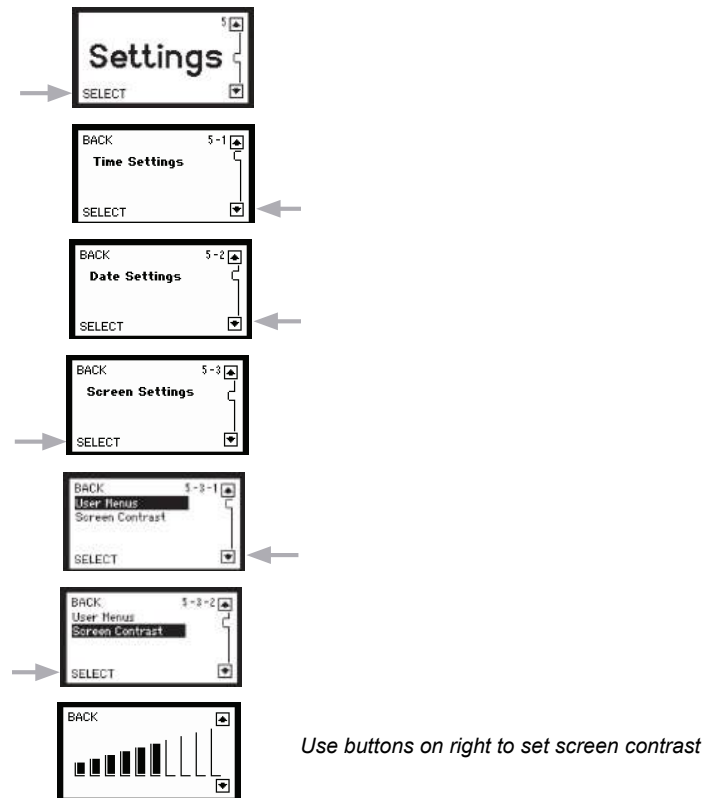 5
Settings
SELECT
BACK 5-1
Time Settings
SELECT
BACK 5-2
Date Settings
SELECT
BACK 5-3
Screen Settings
SELECT
BACK 5-3-1
User Menus
Screen Contrast
SELECT
BACK 5-3-2
User Menus
Screen Contrast
SELECT
BACK
Use buttons on right to set screen contrast